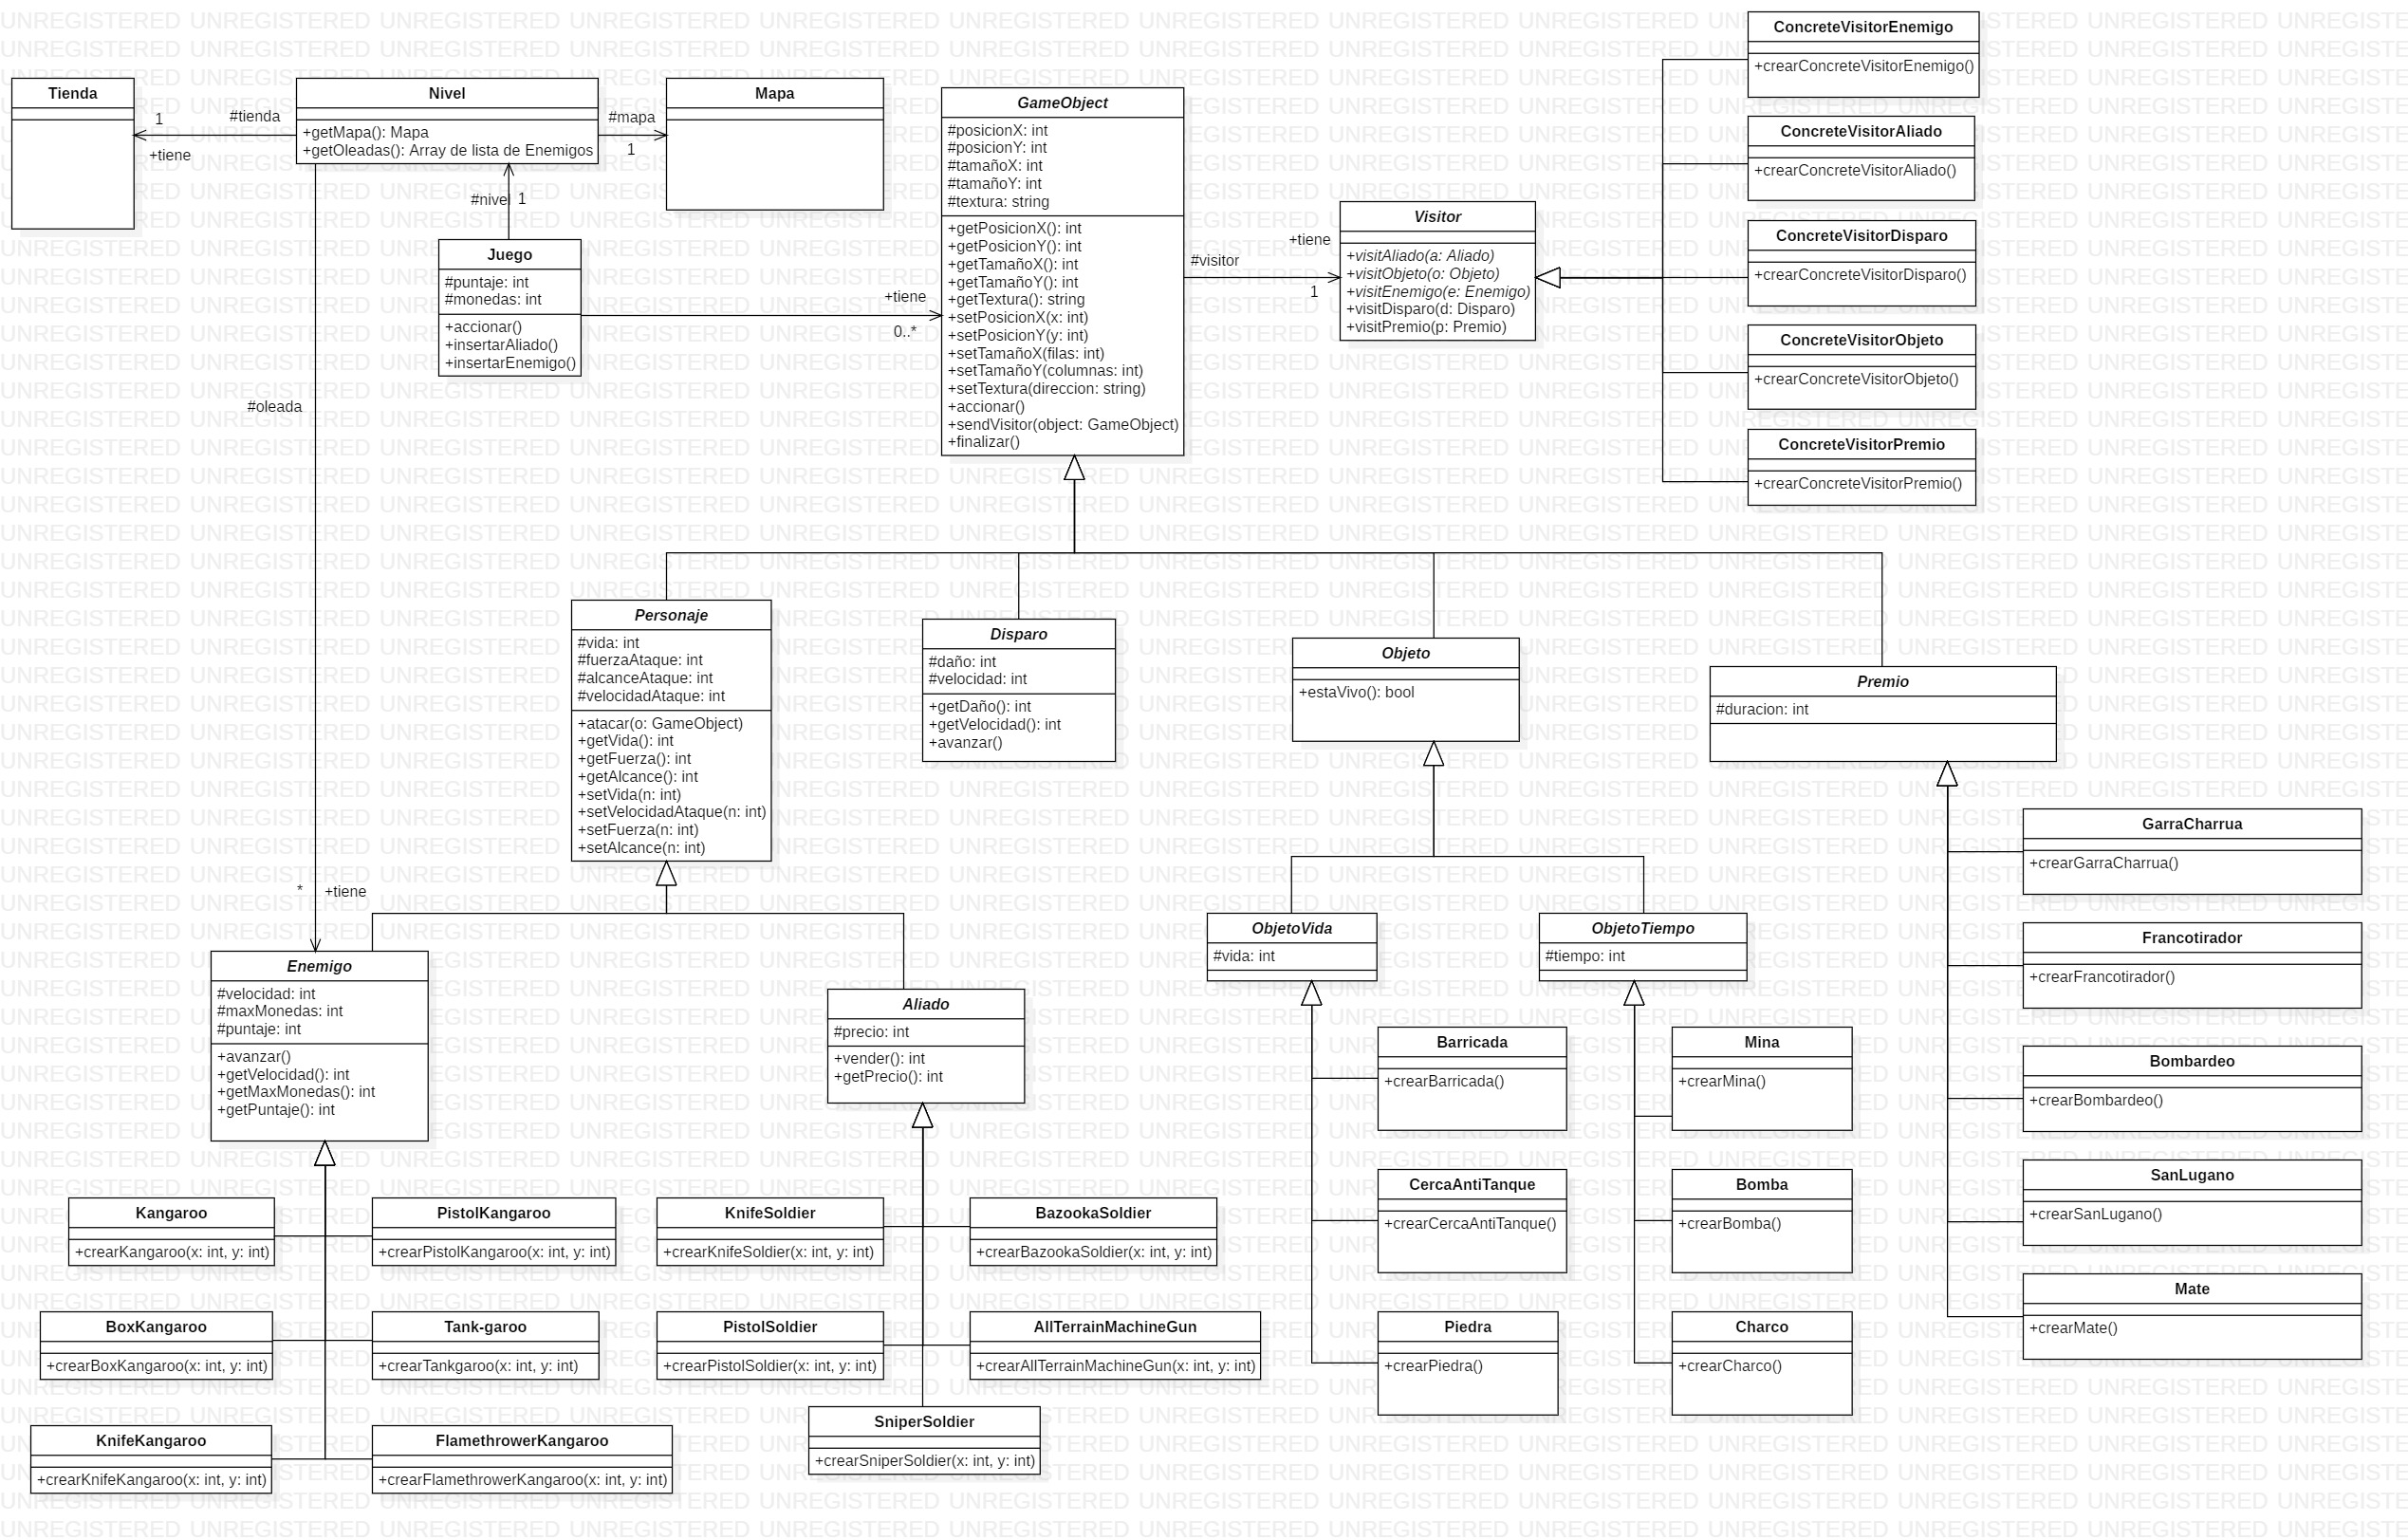 Tienda
Nivel
+getMapa(): Mapa
+getOleadas(): Array de lista de Enemigos
Mapa
1
#tienda
+tiene
#mapa
1
#nivel
1
Juego
#puntaje: int
#monedas: int
+accionar()
+insertarAliado()
+insertarEnemigo()
+tiene
0..*
#oleada
*
+tiene
GameObject
#posicionX: int
#posicionY: int
#tamañoX: int
#tamañoY: int
#textura: string
+getPosicionX(): int
+getPosicionY(): int
+getTamañoX(): int
+getTamañoY(): int
+getTextura(): string
+setPosicionX(x: int)
+setPosicionY(y: int)
+setTamañoX(filas: int)
+setTamañoY(columnas: int)
+setTextura(direccion: string)
+accionar()
+sendVisitor(object: GameObject)
+finalizar()
#visitor
+tiene
1
Visitor
+visitAliado(a: Aliado)
+visitObjeto(o: Objeto)
+visitEnemigo(e: Enemigo)
+visitDisparo(d: Disparo)
+visitPremio(p: Premio)
ConcreteVisitorEnemigo
+crearConcreteVisitorEnemigo()
ConcreteVisitorAliado
+crearConcreteVisitorAliado()
ConcreteVisitorDisparo
+crearConcreteVisitorDisparo()
ConcreteVisitorObjeto
+crearConcreteVisitorObjeto()
ConcreteVisitorPremio
+crearConcreteVisitorPremio()
Personaje
#vida: int
#fuerzaAtaque: int
#alcanceAtaque: int
#velocidadAtaque: int
+atacar(o: GameObject)
+getVida(): int
+getFuerza(): int
+getAlcance(): int
+setVida(n: int)
+setVelocidadAtaque(n: int)
+setFuerza(n: int)
+setAlcance(n: int)
Disparo
#daño: int
#velocidad: int
+getDaño(): int
+getVelocidad(): int
+avanzar()
Objeto
+estaVivo(): bool
Premio
#duracion: int
Enemigo
#velocidad: int
#maxMonedas: int
#puntaje: int
+avanzar()
+getVelocidad(): int
+getMaxMonedas(): int
+getPuntaje(): int
Aliado
#precio: int
+vender(): int
+getPrecio(): int
ObjetoVida
#vida: int
ObjetoTiempo
#tiempo: int
GarraCharrua
+crearGarraCharrua()
Francotirador
+crearFrancotirador()
Bombardeo
+crearBombardeo()
SanLugano
+crearSanLugano()
Mate
+crearMate()
Barricada
+crearBarricada()
CercaAntiTanque
+crearCercaAntiTanque()
Piedra
+crearPiedra()
Mina
+crearMina()
Bomba
+crearBomba()
Charco
+crearCharco()
Kangaroo
+crearKangaroo(x: int, y: int)
PistolKangaroo
+crearPistolKangaroo(x: int, y: int)
BoxKangaroo
+crearBoxKangaroo(x: int, y: int)
Tank-garoo
+crearTankgaroo(x: int, y: int)
KnifeKangaroo
+crearKnifeKangaroo(x: int, y: int)
FlamethrowerKangaroo
+crearFlamethrowerKangaroo(x: int, y: int)
KnifeSoldier
+crearKnifeSoldier(x: int, y: int)
BazookaSoldier
+crearBazookaSoldier(x: int, y: int)
PistolSoldier
+crearPistolSoldier(x: int, y: int)
AllTerrainMachineGun
+crearAllTerrainMachineGun(x: int, y: int)
SniperSoldier
+crearSniperSoldier(x: int, y: int)
UNREGISTERED